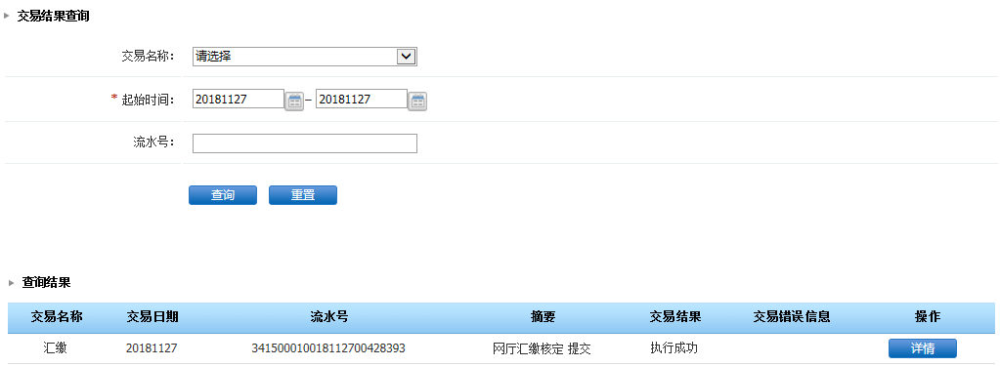 交易结果查询
交易名称： 请选择
* 起始时间： 20181127 – 20181127
流水号：
查询 重置
查询结果
交易名称 交易日期 流水号 摘要 交易结果 交易错误信息 操作
汇缴 20181127 341500010018112700428393 网厅汇缴核定 提交 执行成功 详情